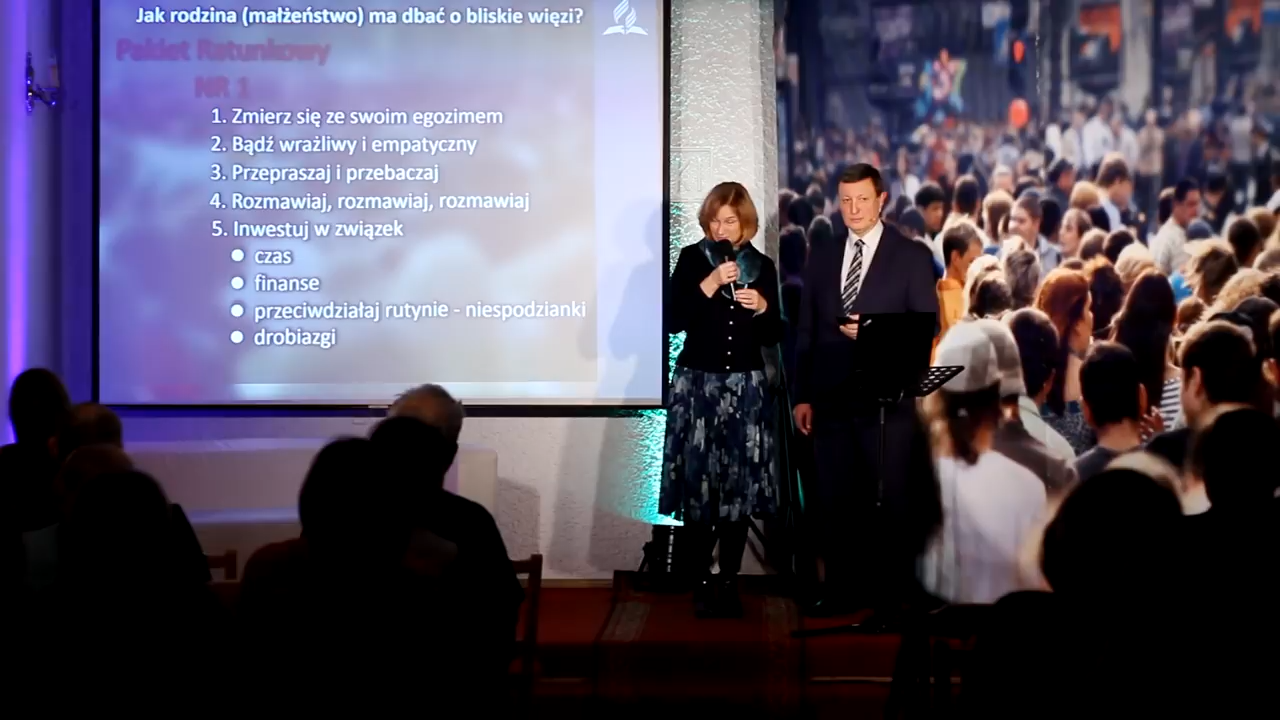 Jak rodzina (małżeństwo) ma dbać o bliskie więzi?
Pakiet Ratunkowy
NR 1
1. Zmierz się ze swoim egozimem
2. Bądź wrażliwy i empatyczny
3. Przepraszaj i przebaczaj
4. Rozmawiaj, rozmawiaj, rozmawiaj
5. Inwestuj w związek
czas
finanse
przeciwdziałaj rutynie - niespodzianki
drobiazgi